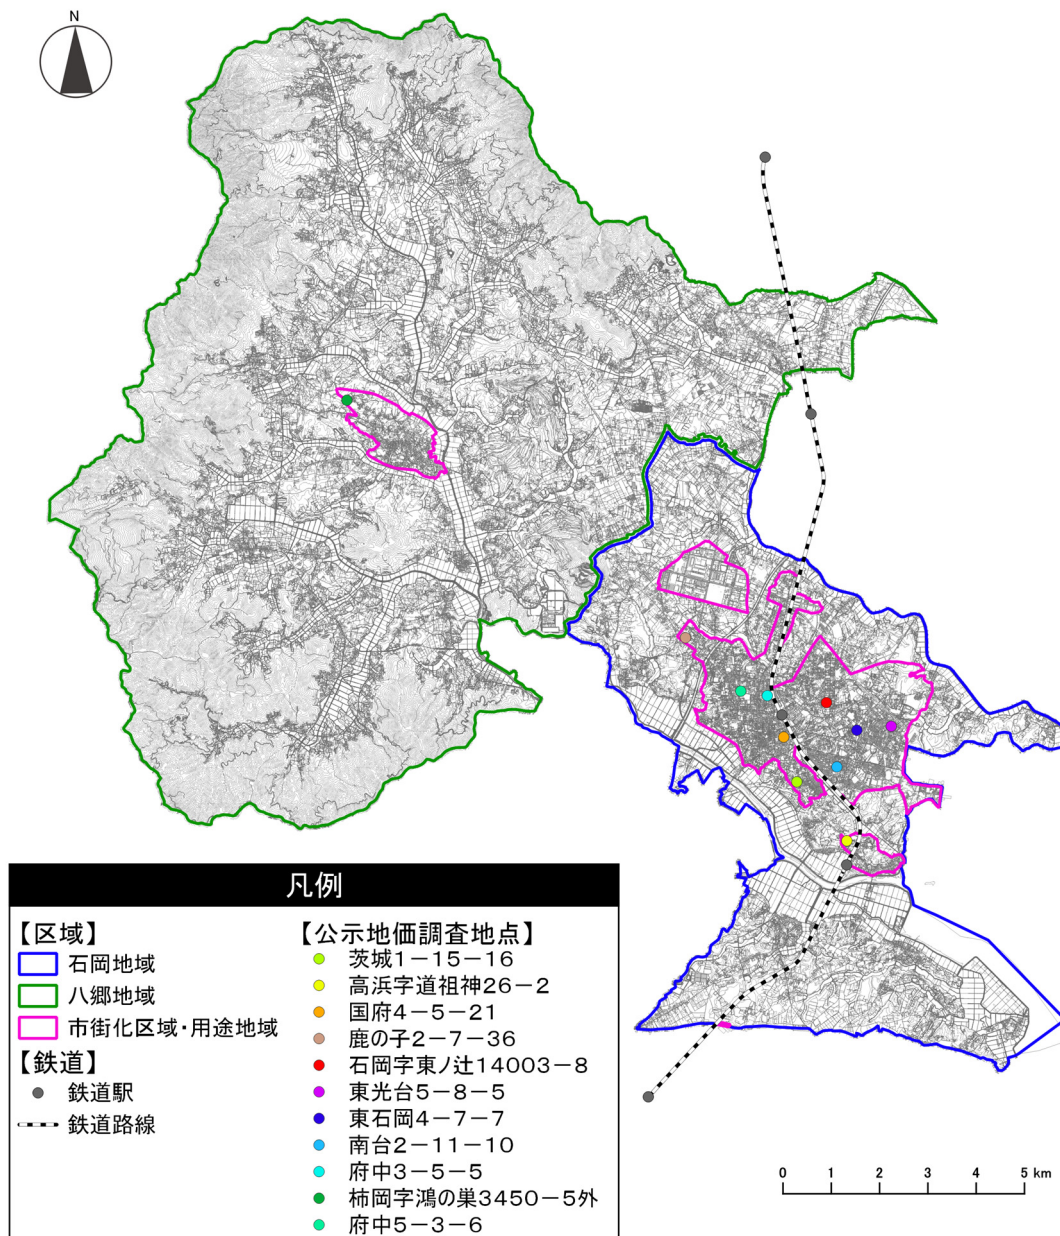 N
凡例
【区域】
石岡地域
八郷地域
市街化区域・用途地域
【鉄道】
鉄道駅
鉄道路線
【公示地価調査地点】
茨城1－15－16
高浜字道祖神26－2
国府4－5－21
鹿の子2－7－36
石岡字東ノ辻14003－8
東光台5－8－5
東石岡4－7－7
南台2－11－10
府中3－5－5
柿岡字鴻の巣3450－5外
府中5－3－6
0 1 2 3 4 5 km